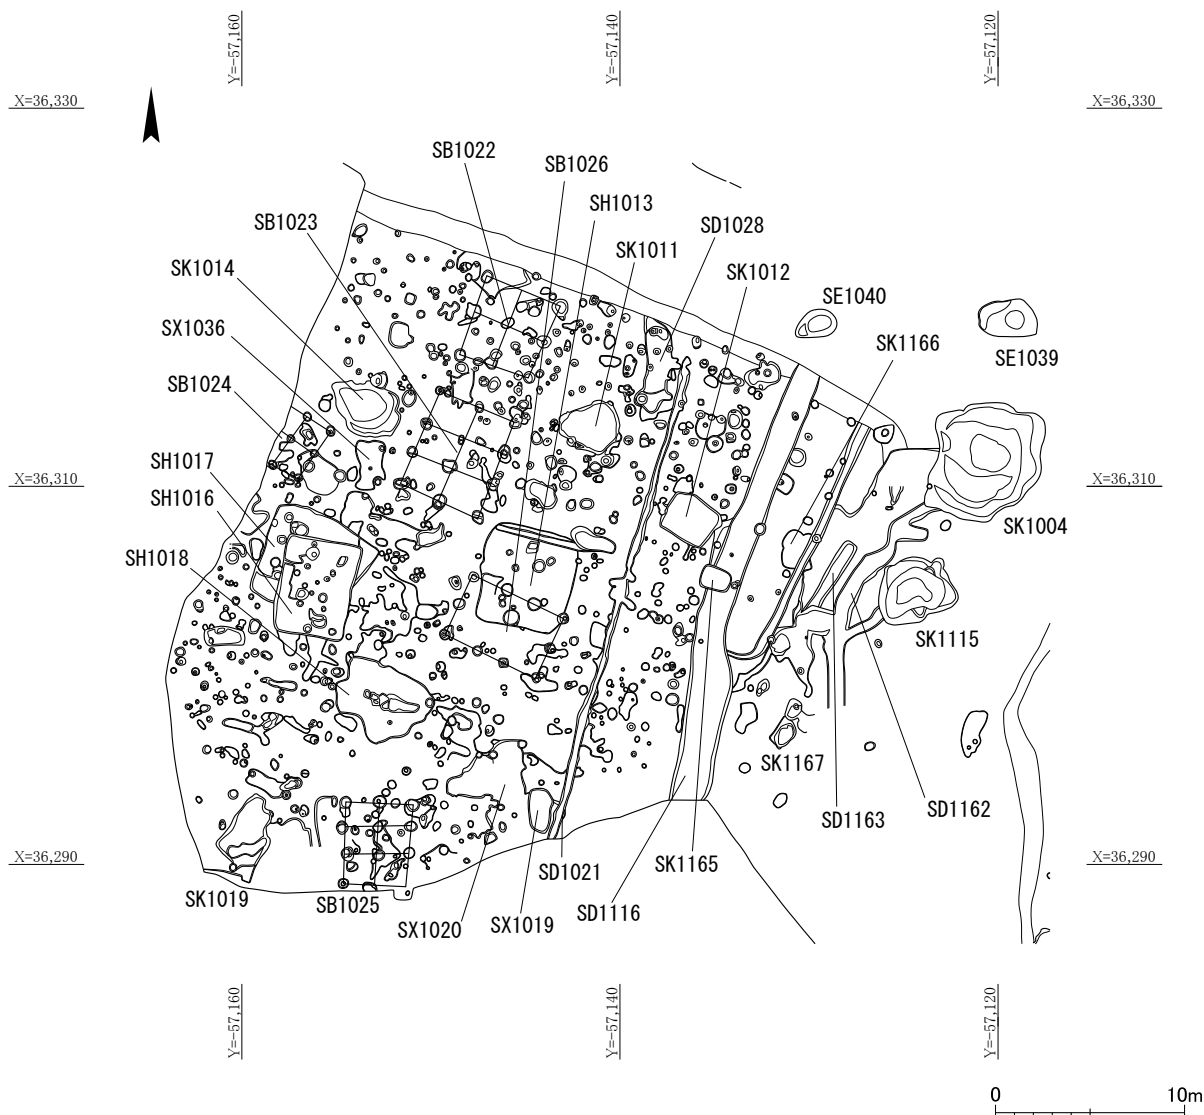 Y=-57,160
Y=-57,140
Y=-57,120
X=36,330
X=36,330
SB1022
SB1026
SH1013
SB1023
SD1028
SK1011
SK1014
SK1012
SE1040
SX1036
SK1166
SE1039
SB1024
SH1017
X=36,310
X=36,310
SH1016
SK1004
SH1018
SK1115
SK1167
SD1162
SD1163
X=36,290
X=36,290
SK1165
SD1021
SK1019
SB1025
SD1116
SX1019
SX1020
Y=-57,160
Y=-57,140
Y=-57,120
0
10m